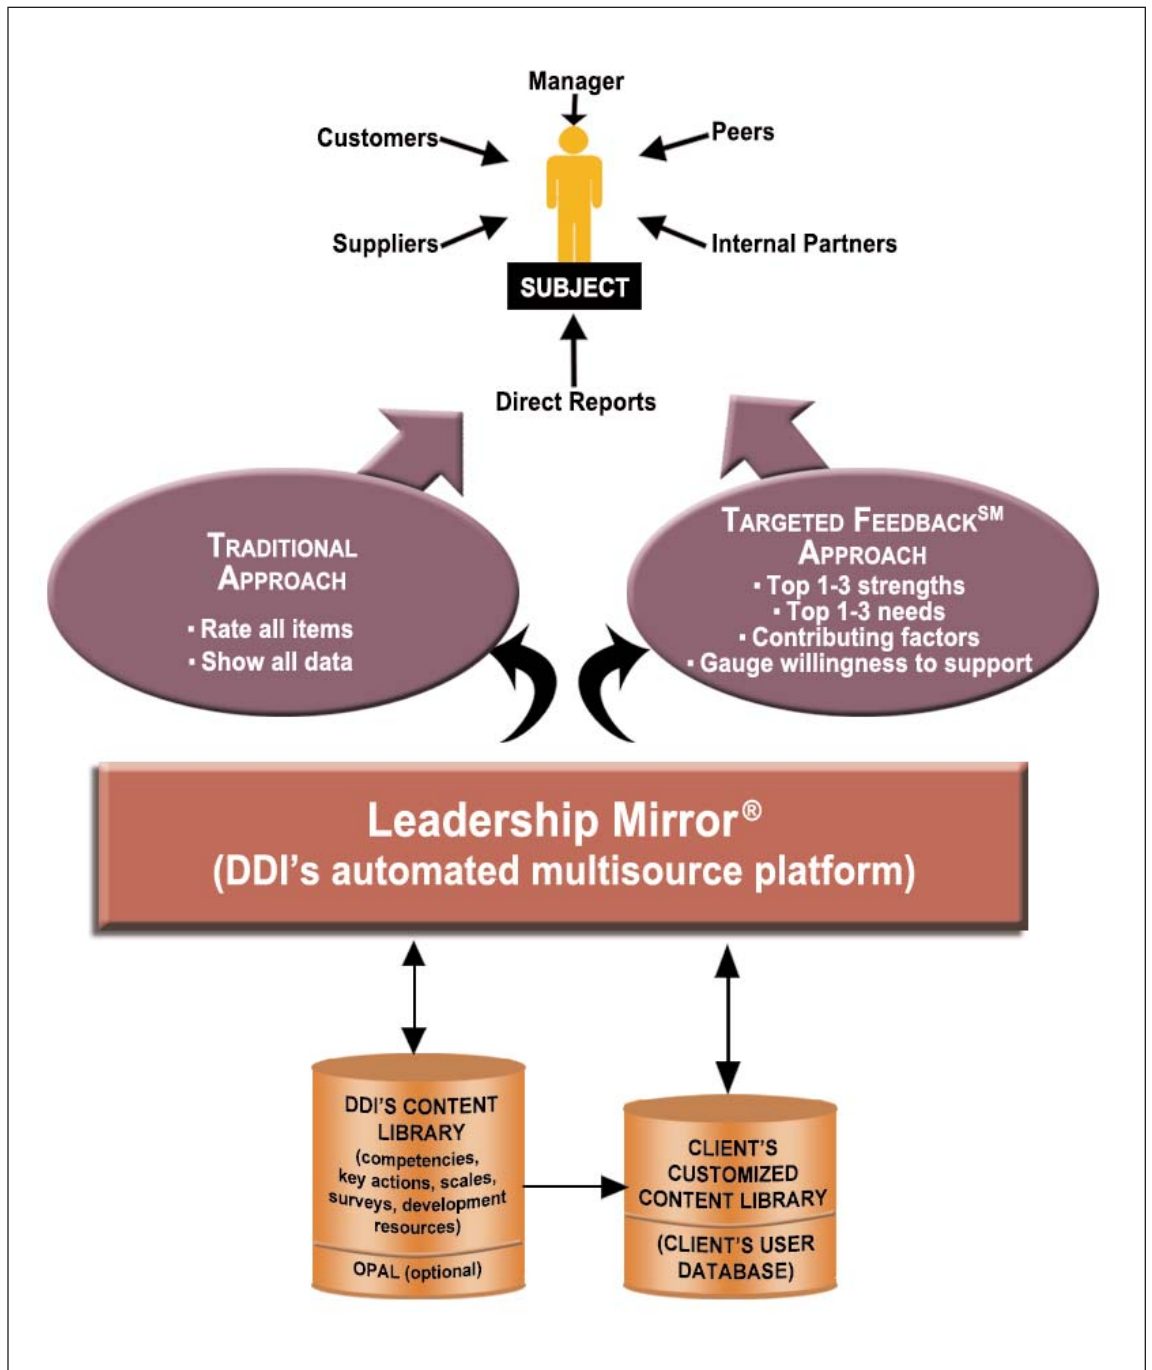 Manager
Customers
Peers
Suppliers
Internal Partners
SUBJECT
Direct Reports
TRADITIONAL
APPROACH
▪ Rate all items
▪ Show all data
TARGETED FEEDBACK℠
APPROACH
▪ Top 1-3 strengths
▪ Top 1-3 needs
▪ Contributing factors
▪ Gauge willingness to support
Leadership Mirror®
(DDI's automated multisource platform)
DDI'S CONTENT
LIBRARY
(competencies,
key actions, scales,
surveys, development
resources)
OPAL (optional)
CLIENT'S
CUSTOMIZED
CONTENT LIBRARY
(CLIENT'S USER
DATABASE)